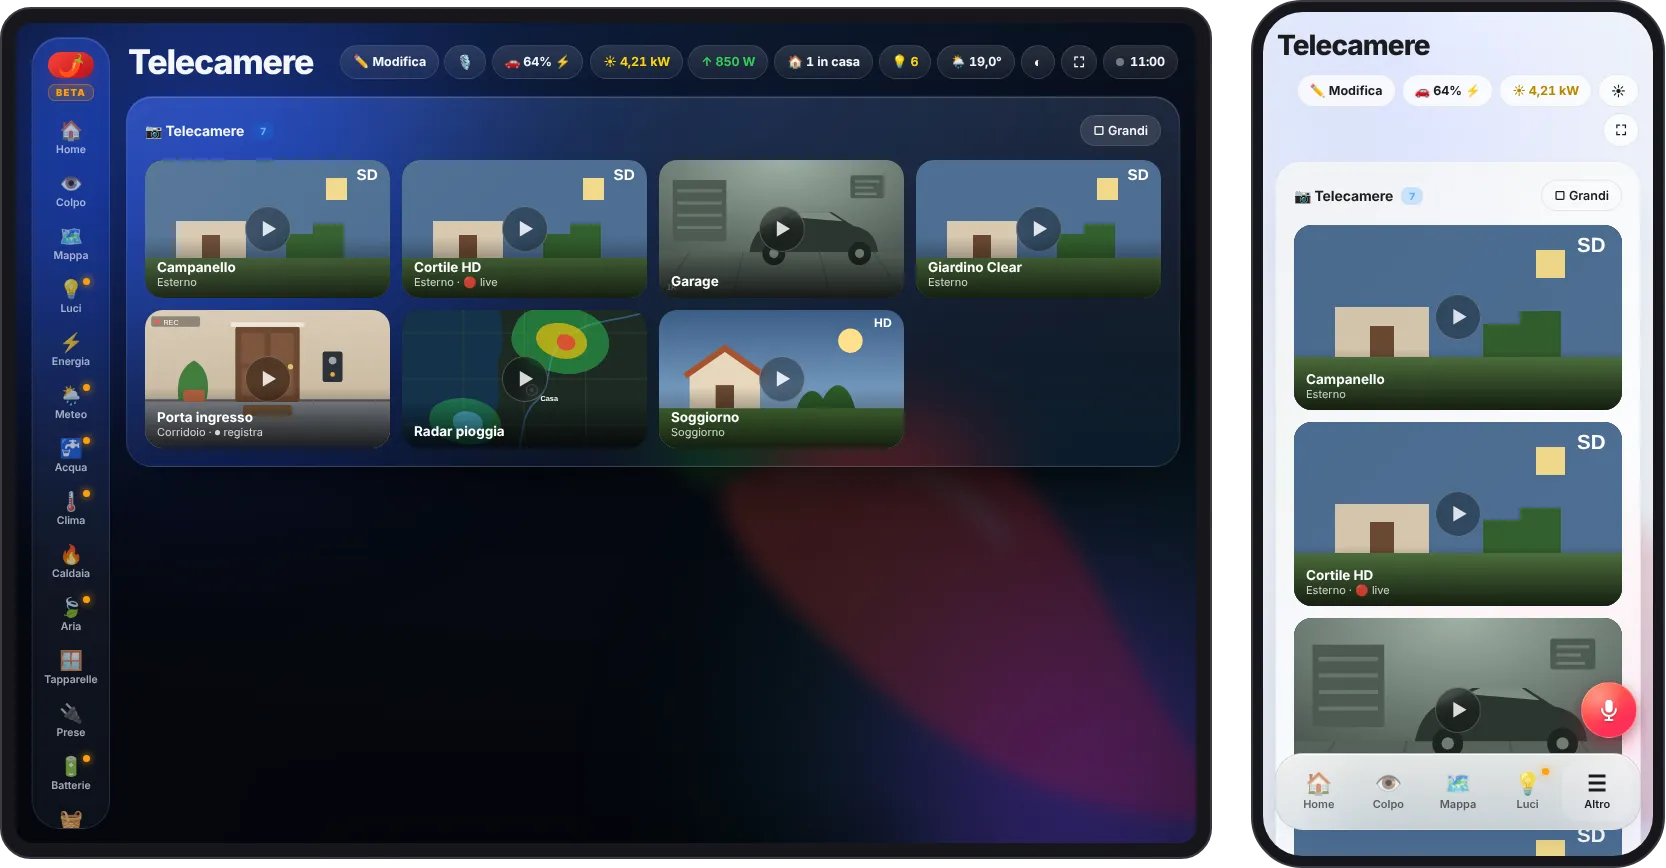 BETA
Home
Colpo
Mappa
Luci
Energia
Meteo
Acqua
Clima
Caldaia
Aria
Tapparelle
Prese
Batterie
Telecamere
Modifica
64%
4,21 kW
↑ 850 W
1 in casa
6
19,0°
11:00
Telecamere 7
Grandi
SD
Campanello
Esterno
SD
Cortile HD
Esterno · live
Garage
SD
Giardino Clear
Esterno
REC
Porta ingresso
Corridoio · ● registra
Casa
Radar pioggia
HD
Soggiorno
Soggiorno
Telecamere
Modifica
64%
4,21 kW
Telecamere 7
Grandi
SD
Campanello
Esterno
SD
Cortile HD
Esterno · live
Home
Colpo
Mappa
Luci
Altro
SD